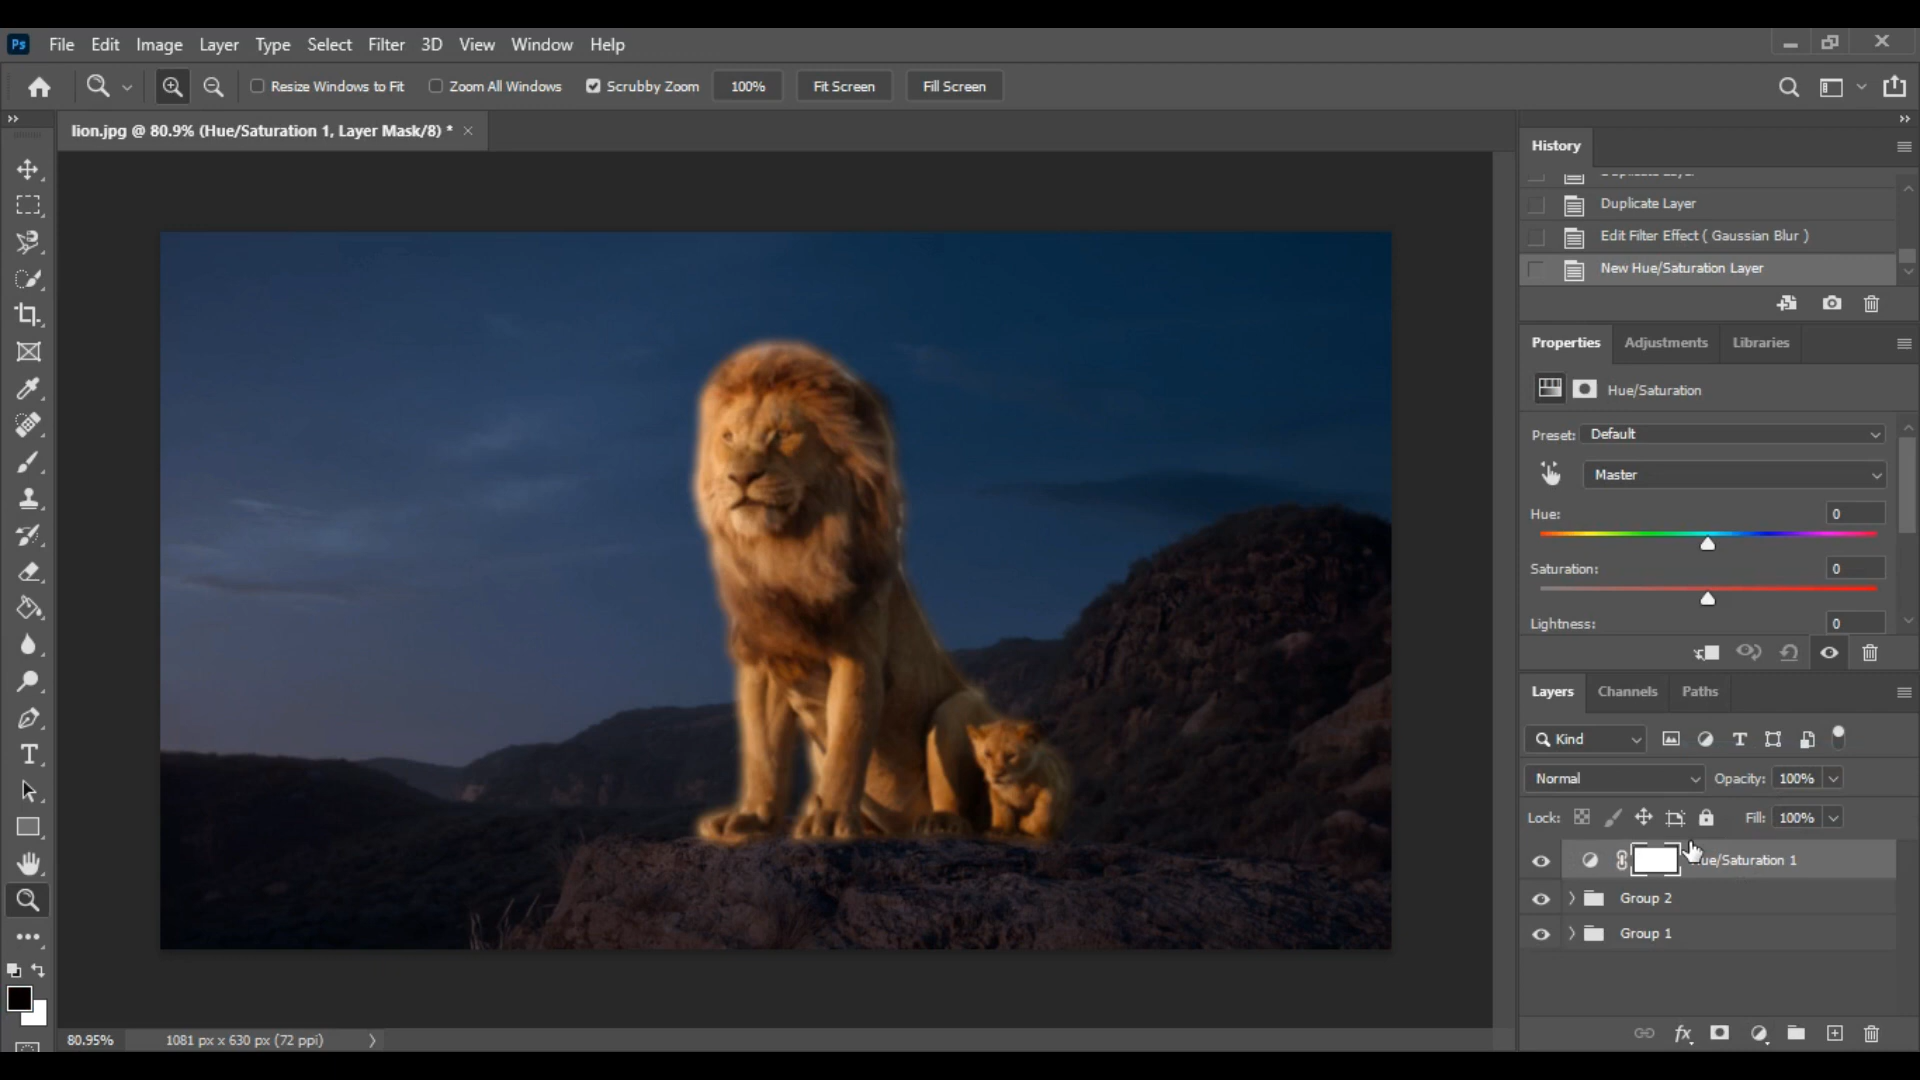 Ps File Edit Image Layer Type Select Filter 3D View Window Help
Resize Windows to Fit Zoom All Windows Scrubby Zoom 100% Fit Screen Fill Screen
lion.jpg @ 80.9% (Hue/Saturation 1, Layer Mask/8) * ×
History
Duplicate Layer
Duplicate Layer
Edit Filter Effect ( Gaussian Blur )
New Hue/Saturation Layer
Properties Adjustments Libraries
Hue/Saturation
Preset: Default
Master
Hue: 0
Saturation: 0
Lightness: 0
Layers Channels Paths
Kind
Normal Opacity: 100%
Lock: Fill: 100%
Hue/Saturation 1
Group 2
Group 1
fx
80.95% 1081 px x 630 px (72 ppi)